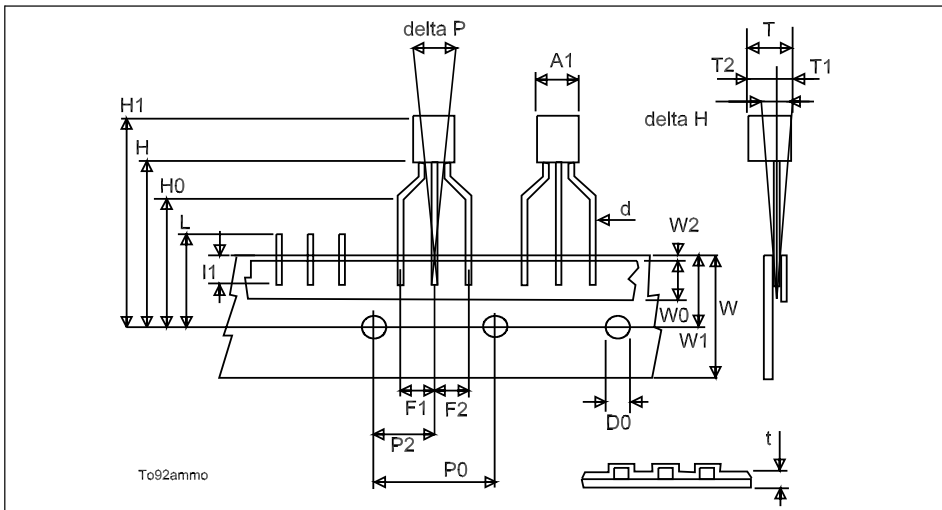 delta P
T
A1
T2
T1
H1
delta H
H
H0
d
L
W2
I1
W0
W
W1
F1
F2
D0
P2
t
P0
To92ammo